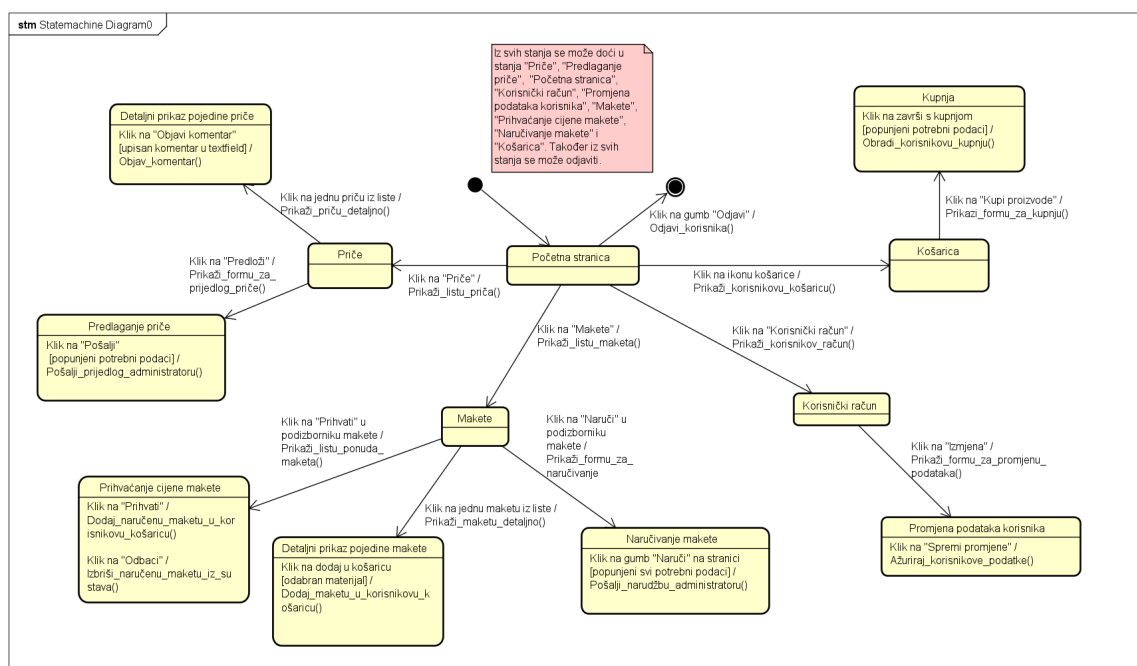 stm Statemachine Diagram0
Iz svih stanja se može doći u
stanja "Priče", "Predlaganje
priče", "Početna stranica",
"Korisnički račun", "Promjena
podataka korisnika", "Makete",
"Prihvaćanje cijene makete",
"Naručivanje makete" i
"Košarica". Također iz svih
stanja se može odjaviti.
Detaljni prikaz pojedine priče
Klik na "Objavi komentar"
[upisan komentar u textfield] /
Objav_komentar()
Kupnja
Klik na završi s kupnjom
[popunjeni potrebni podaci] /
Obradi_korisnikovu_kupnju()
Klik na jednu priču iz liste /
Prikaži_priču_detaljno()
Klik na gumb "Odjavi" /
Odjavi_korisnika()
Klik na "Kupi proizvode" /
Prikazi_formu_za_kupnju()
Priče
Početna stranica
Košarica
Klik na "Predloži" /
Prikaži_formu_za_
prijedlog_priče()
Klik na "Priče" /
Prikaži_listu_priča()
Klik na ikonu košarice /
Prikaži_korisnikovu_košaricu()
Predlaganje priče
Klik na "Pošalji"
[popunjeni potrebni podaci] /
Pošalji_prijedlog_administratoru()
Klik na "Makete" /
Prikaži_listu_maketa()
Klik na "Korisnički račun" /
Prikaži_korisnikov_račun()
Makete
Korisnički račun
Klik na "Prihvati" u
podizborniku makete /
Prikaži_listu_ponuda_
maketa()
Klik na "Naruči" u
podizborniku
makete /
Prikaži_formu_za_
naručivanje
Klik na "Izmjena" /
Prikaži_formu_za_promjenu_
podataka()
Prihvaćanje cijene makete
Klik na "Prihvati" /
Dodaj_naručenu_maketu_u_kor
isnikovu_košaricu()
Klik na "Odbaci" /
Izbriši_naručenu_maketu_iz_su
stava()
Klik na jednu maketu iz liste /
Prikaži_maketu_detaljno()
Detaljni prikaz pojedine makete
Klik na dodaj u košaricu
[odabran materijal] /
Dodaj_maketu_u_korisnikovu_k
ošaricu()
Naručivanje makete
Klik na gumb "Naruči" na stranici
[popunjeni svi potrebni podaci] /
Pošalji_narudžbu_administratoru()
Promjena podataka korisnika
Klik na "Spremi promjene" /
Ažuriraj_korisnikove_podatke()